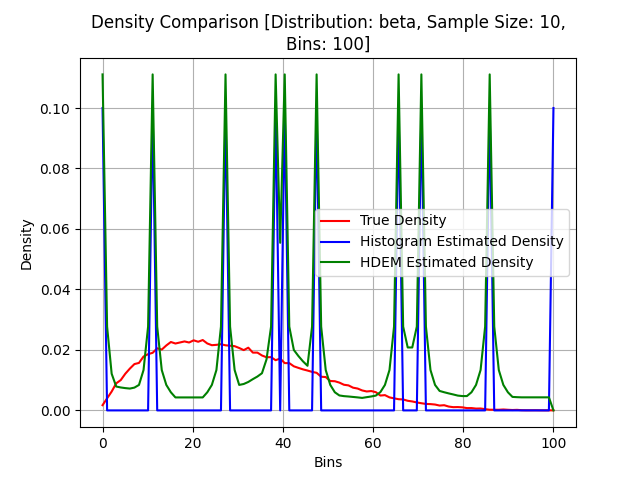 Density Comparison [Distribution: beta, Sample Size: 10,
Bins: 100]
Density
0.10
0.08
0.06
0.04
0.02
0.00
True Density
Histogram Estimated Density
HDEM Estimated Density
0 20 40 60 80 100
Bins